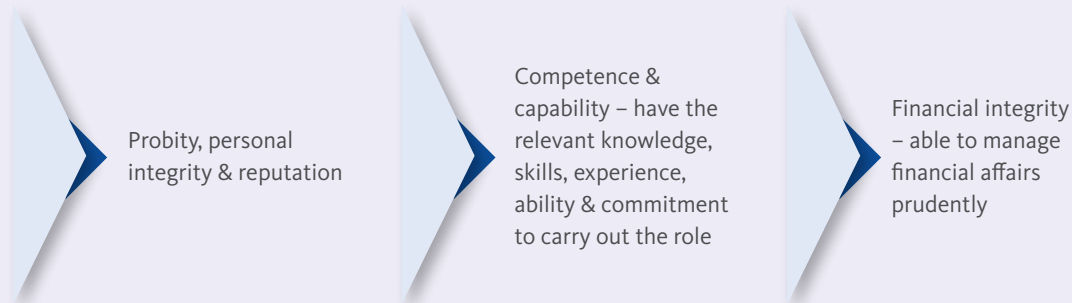 Probity, personal
integrity & reputation
Competence &
capability – have the
relevant knowledge,
skills, experience,
ability & commitment
to carry out the role
Financial integrity
– able to manage
financial affairs
prudently